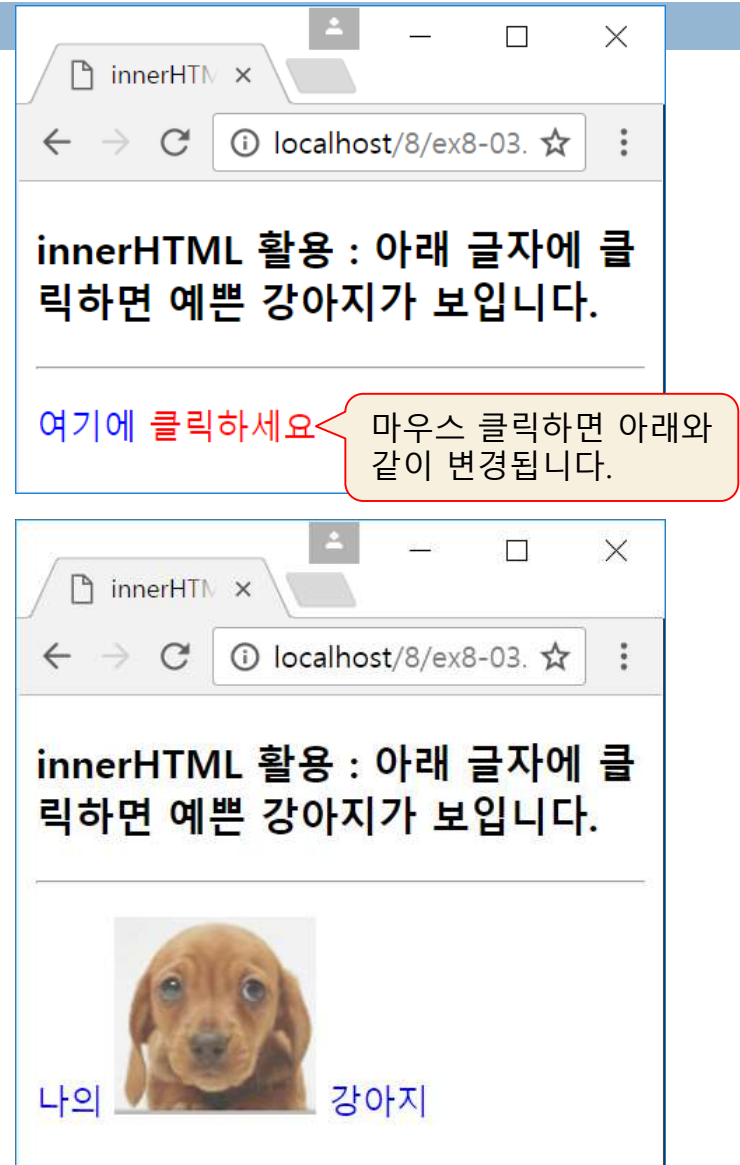 innerHTM
localhost/8/ex8-03.
innerHTML 활용 : 아래 글자에 클
릭하면 예쁜 강아지가 보입니다.
여기에 클릭하세요
마우스 클릭하면 아래와
같이 변경됩니다.
innerHTM
localhost/8/ex8-03.
innerHTML 활용 : 아래 글자에 클
릭하면 예쁜 강아지가 보입니다.
나의 강아지